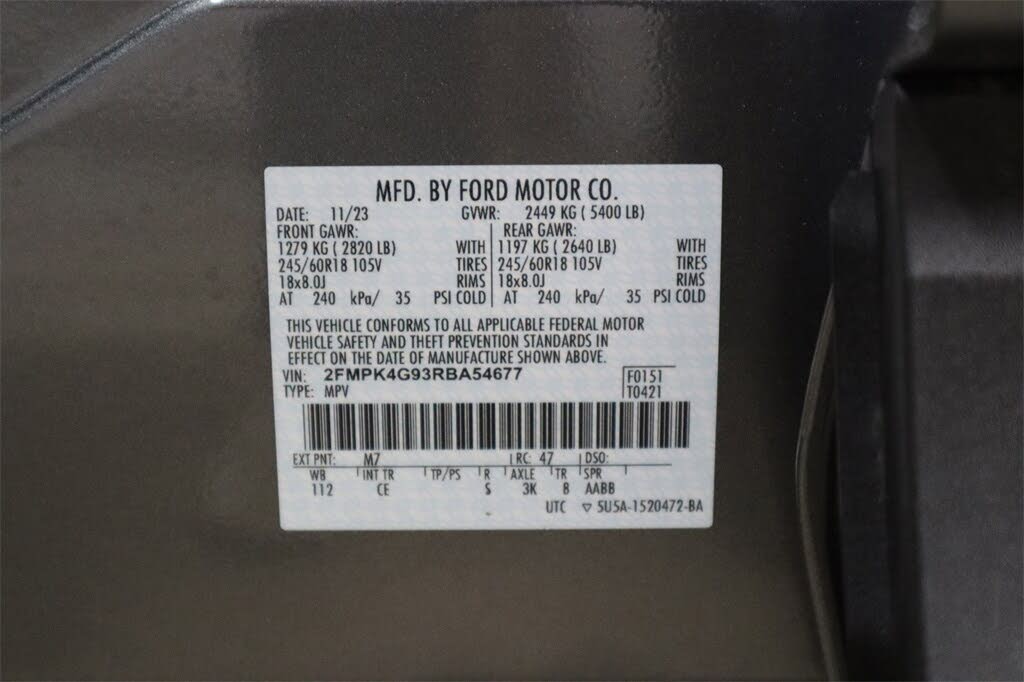 MFD. BY FORD MOTOR CO.
DATE: 11/23 GVWR: 2449 KG ( 5400 LB)
FRONT GAWR: REAR GAWR:
1279 KG ( 2820 LB) WITH 1197 KG ( 2640 LB) WITH
245/60R18 105V TIRES 245/60R18 105V TIRES
18x8.0J RIMS 18x8.0J RIMS
AT 240 kPa/ 35 PSI COLD AT 240 kPa/ 35 PSI COLD
THIS VEHICLE CONFORMS TO ALL APPLICABLE FEDERAL MOTOR
VEHICLE SAFETY AND THEFT PREVENTION STANDARDS IN
EFFECT ON THE DATE OF MANUFACTURE SHOWN ABOVE.
VIN: 2FMPK4G93RBA54677 F0151
TYPE: MPV T0421
EXT PNT: M7 RC: 47 DSO:
WB INT TR TP/PS R AXLE TR SPR
112 CE S 3K 8 AABB
UTC ▽ 5U5A-1520472-BA